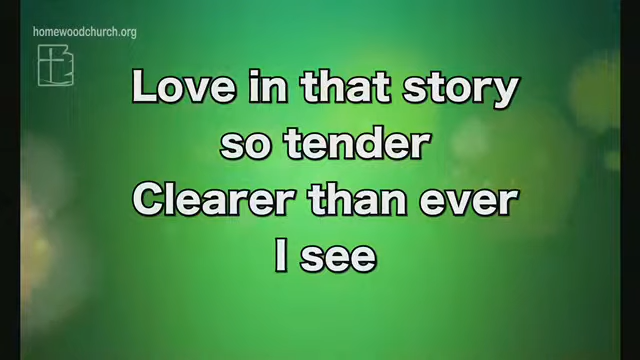 homewoodchurch.org
Love in that story
so tender
Clearer than ever
I see